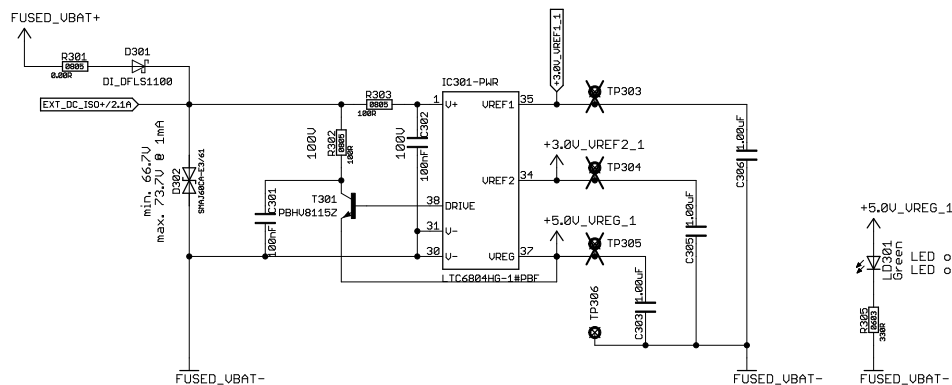 FUSED_VBAT+
R301
0805
0.00R
D301
DI_DFLS1100
EXT_DC_ISO+/2.1A
min. 66.7V
max. 73.7V @ 1mA
D302
SMAJ60CA-E3/61
C301
100nF
100V
R302
0805
100R
T301
PBHV8115Z
R303
0805
100R
100V
C302
100nF
IC301-PWR
1
V+
38
DRIVE
31
V-
30
V-
VREF1
35
VREF2
34
VREG
37
LTC6804HG-1#PBF
+3.0V_VREF1_1
TP303
+3.0V_VREF2_1
TP304
+5.0V_VREG_1
TP305
TP306
C303
1.00uF
C305
1.00uF
C306
1.00uF
FUSED_VBAT-
FUSED_VBAT-
+5.0V_VREG_1
LD301
Green
LED o
LED o
R305
0603
330R
FUSED_VBAT-